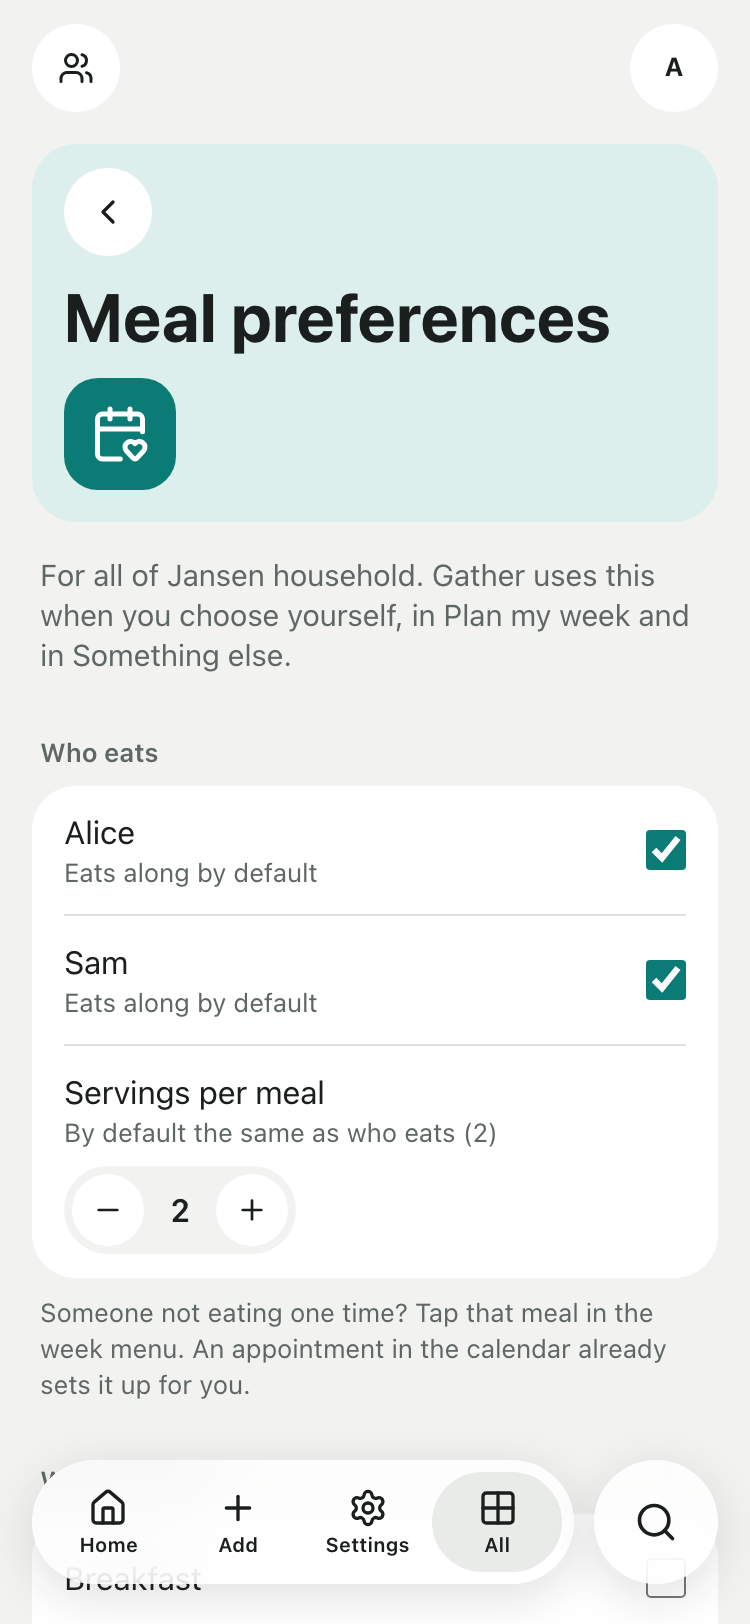 A
Meal preferences
For all of Jansen household. Gather uses this
when you choose yourself, in Plan my week and
in Something else.
Who eats
Alice
Eats along by default
Sam
Eats along by default
Servings per meal
By default the same as who eats (2)
2
Someone not eating one time? Tap that meal in the
week menu. An appointment in the calendar already
sets it up for you.
Home
Add
Settings
All
Breakfast